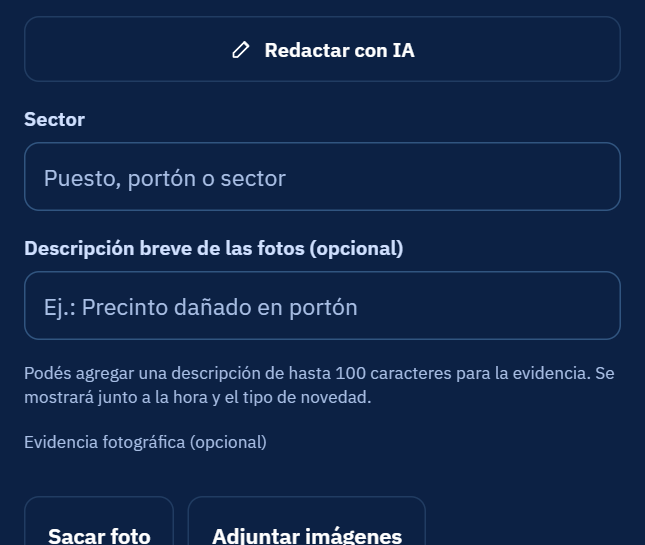 Redactar con IA
Sector
Puesto, portón o sector
Descripción breve de las fotos (opcional)
Ej.: Precinto dañado en portón
Podés agregar una descripción de hasta 100 caracteres para la evidencia. Se
mostrará junto a la hora y el tipo de novedad.
Evidencia fotográfica (opcional)
Sacar foto
Adjuntar imágenes